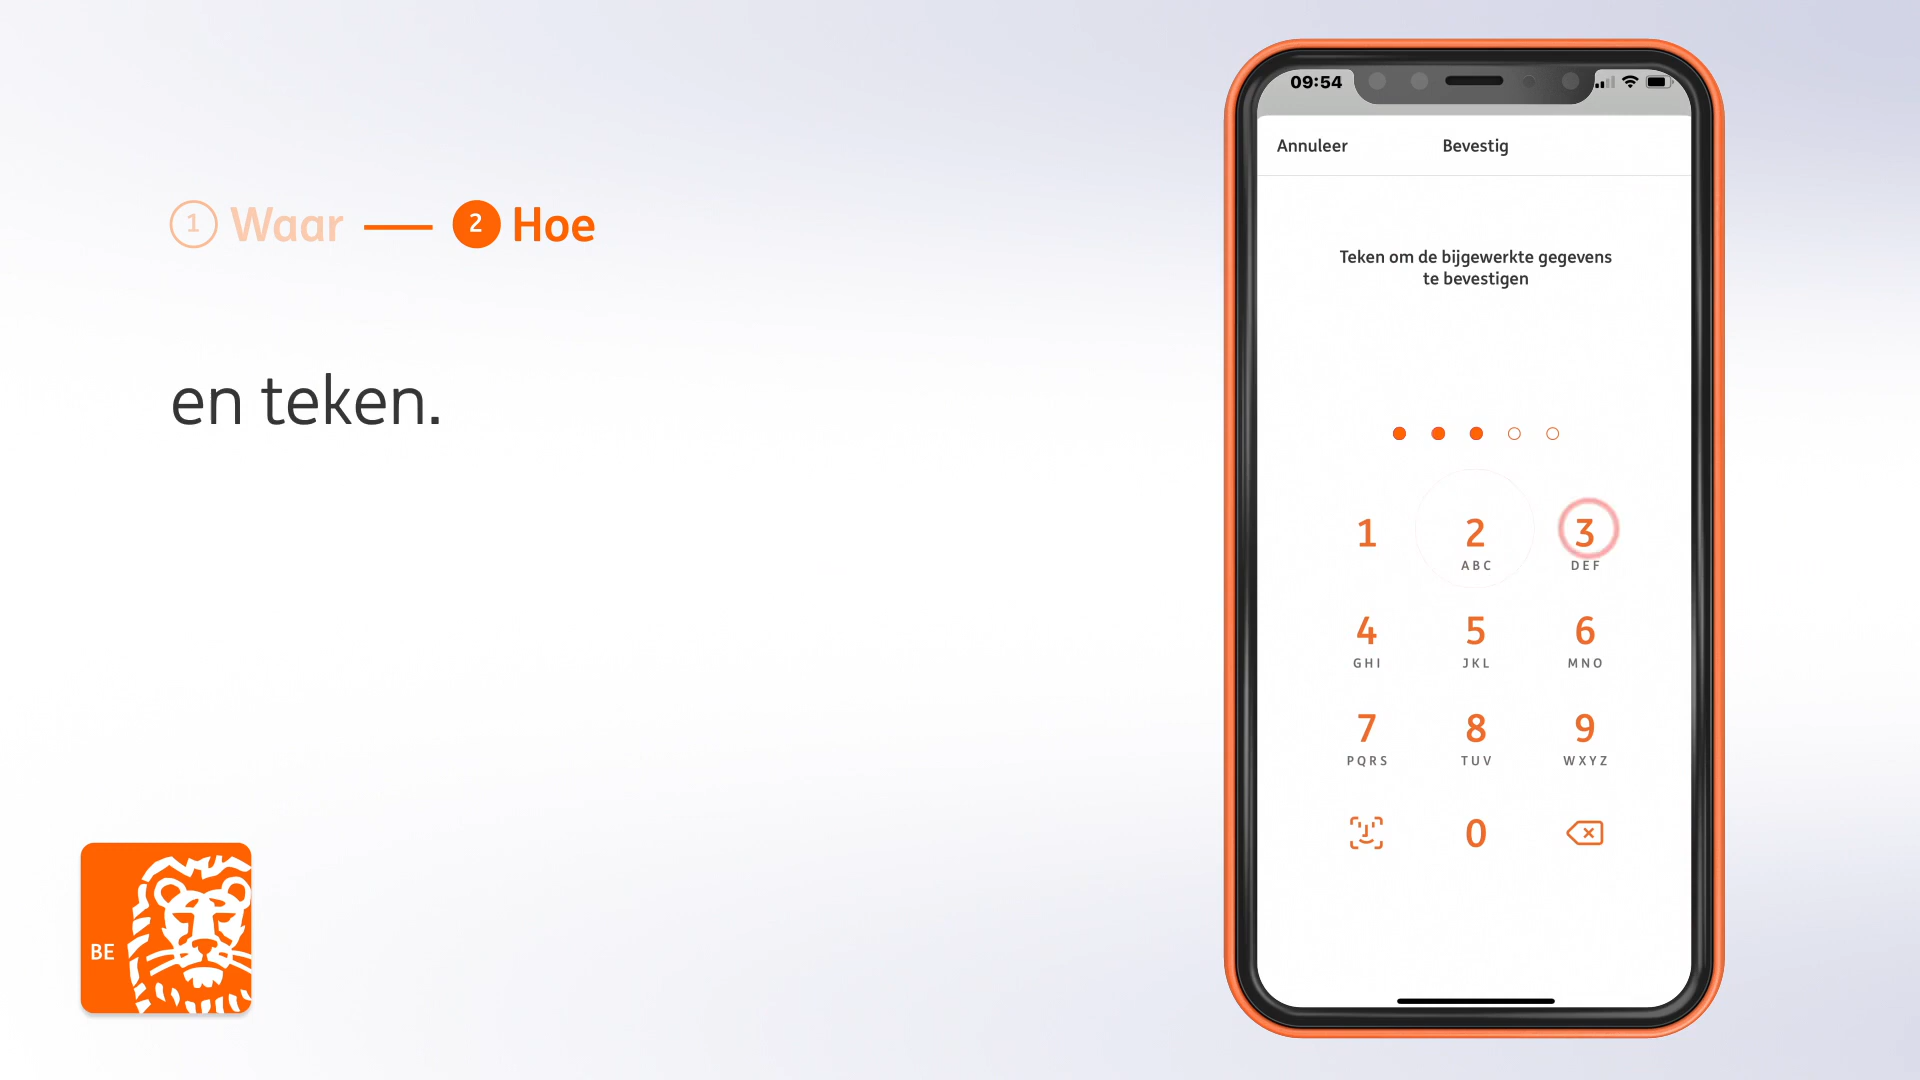 1 Waar 2 Hoe
en teken.
BE
09:54
Annuleer Bevestig
Teken om de bijgewerkte gegevens
te bevestigen
1 2 3
ABC DEF
4 5 6
GHI JKL MNO
7 8 9
PQRS TUV WXYZ
0